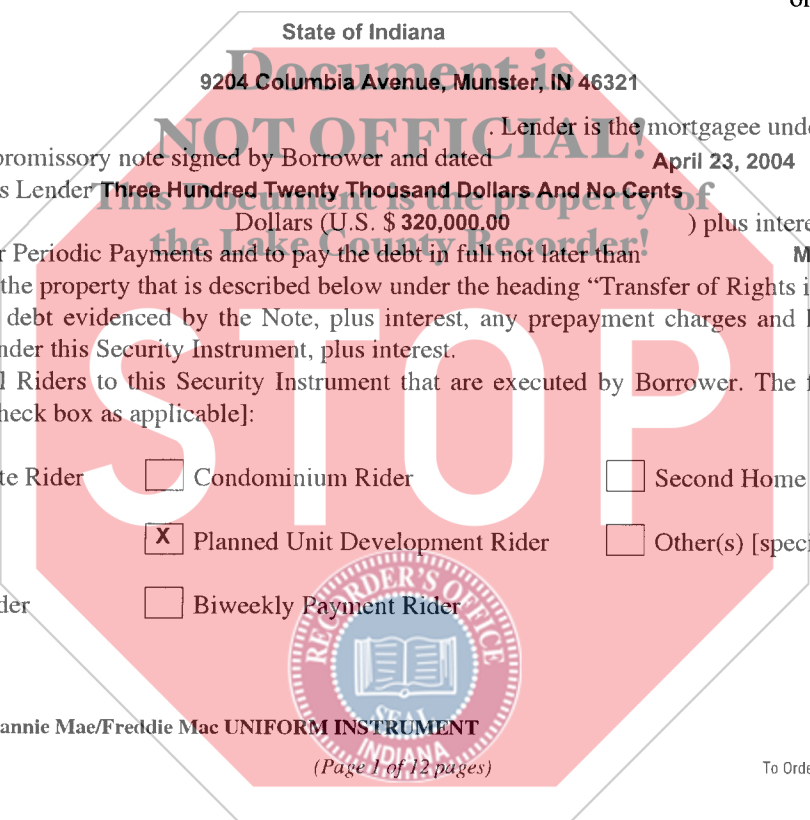 State of Indiana
Document is
9204 Columbia Avenue, Munster, IN 46321
NOT OFFICIAL!
. Lender is the mortgagee und
promissory note signed by Borrower and dated April 23, 2004
s Lender Three Hundred Twenty Thousand Dollars And No Cents
This Document is the property of
Dollars (U.S. $ 320,000.00 ) plus intere
the Lake County Recorder!
r Periodic Payments and to pay the debt in full not later than M
the property that is described below under the heading “Transfer of Rights i
debt evidenced by the Note, plus interest, any prepayment charges and l
nder this Security Instrument, plus interest.
l Riders to this Security Instrument that are executed by Borrower. The f
heck box as applicable]:
STOP
te Rider Condominium Rider Second Home
X Planned Unit Development Rider Other(s) [speci
der Biweekly Payment Rider
RECORDER'S OFFICE
SEAL
INDIANA
annie Mae/Freddie Mac UNIFORM INSTRUMENT
(Page 1 of 12 pages)
To Orde